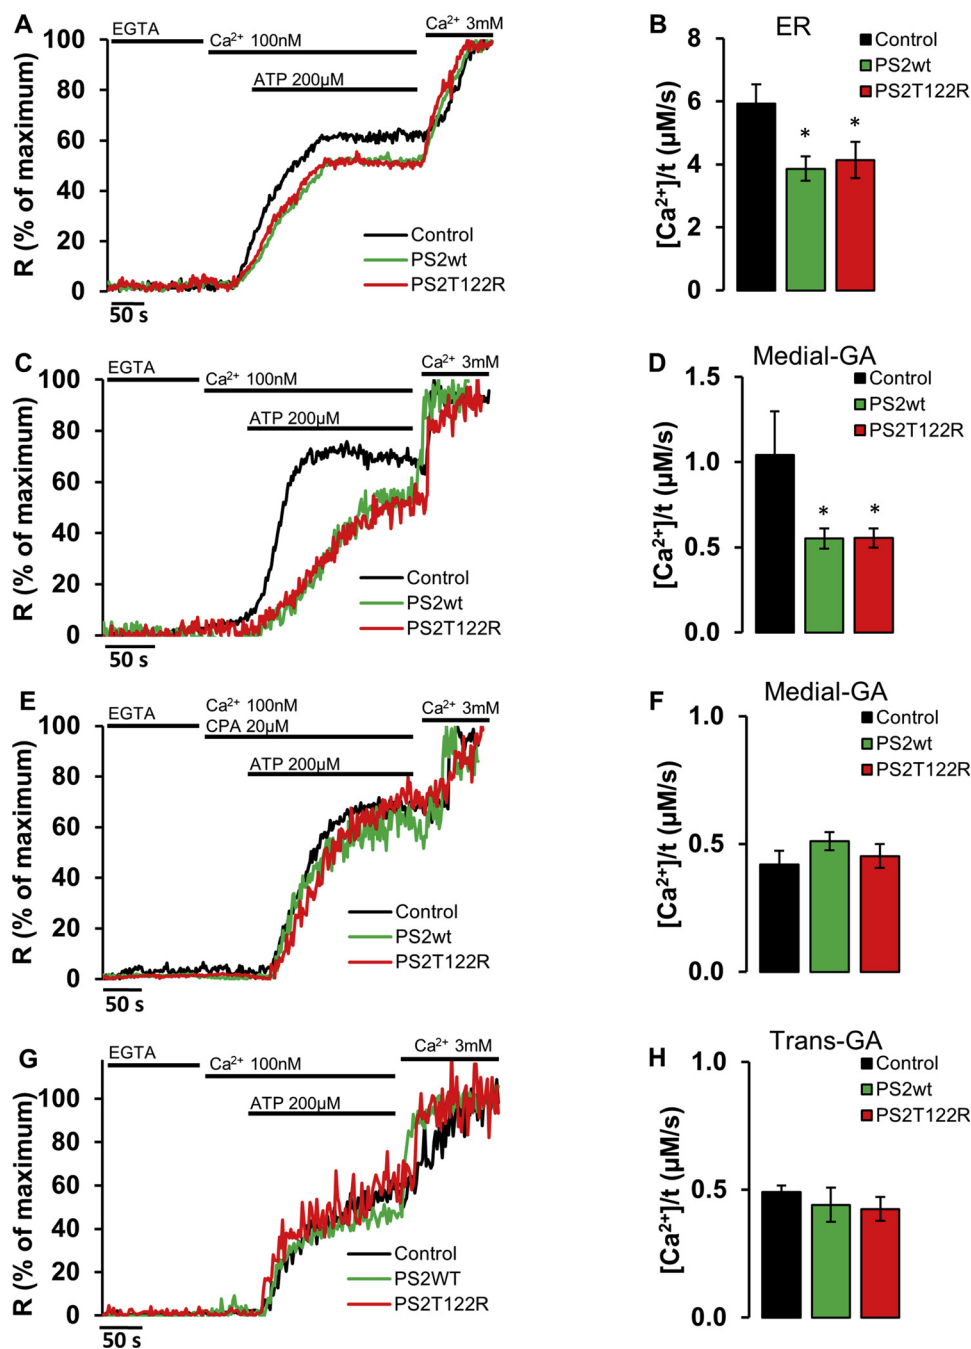 A
EGTA
Ca²⁺ 100nM
ATP 200µM
Ca²⁺ 3mM
R (% of maximum)
100
80
60
40
20
0
Control
PS2wt
PS2T122R
50 s
B
ER
[Ca²⁺]/t (µM/s)
8
6
4
2
0
Control
PS2wt
PS2T122R
*
*
C
EGTA
Ca²⁺ 100nM
ATP 200µM
Ca²⁺ 3mM
R (% of maximum)
100
80
60
40
20
0
Control
PS2wt
PS2T122R
50 s
D
Medial-GA
[Ca²⁺]/t (µM/s)
1.5
1.0
0.5
0.0
Control
PS2wt
PS2T122R
*
*
E
EGTA
Ca²⁺ 100nM
CPA 20µM
ATP 200µM
Ca²⁺ 3mM
R (% of maximum)
100
80
60
40
20
0
Control
PS2wt
PS2T122R
50 s
F
Medial-GA
[Ca²⁺]/t (µM/s)
1.0
0.5
0.0
Control
PS2wt
PS2T122R
G
EGTA
Ca²⁺ 100nM
ATP 200µM
Ca²⁺ 3mM
R (% of maximum)
100
80
60
40
20
0
Control
PS2WT
PS2T122R
50 s
H
Trans-GA
[Ca²⁺]/t (µM/s)
1.0
0.5
0.0
Control
PS2wt
PS2T122R